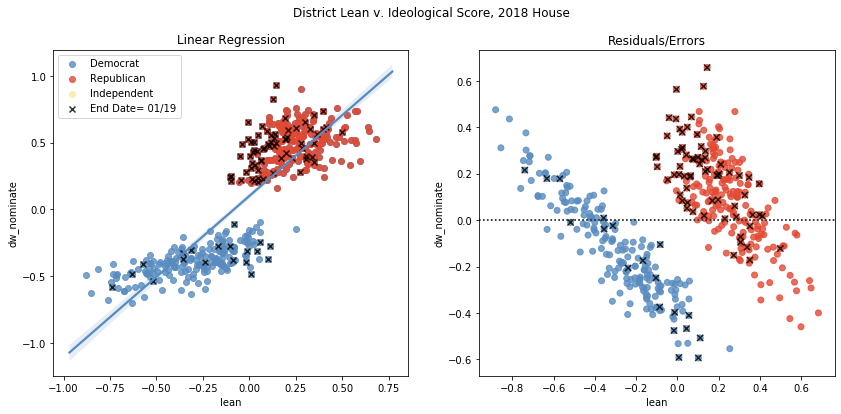 District Lean v. Ideological Score, 2018 House
Linear Regression
Democrat
Republican
Independent
End Date= 01/19
1.0
0.5
0.0
−0.5
−1.0
dw_nominate
−1.00
−0.75
−0.50
−0.25
0.00
0.25
0.50
0.75
lean
Residuals/Errors
0.6
0.4
0.2
0.0
−0.2
−0.4
−0.6
dw_nominate
−0.8
−0.6
−0.4
−0.2
0.0
0.2
0.4
0.6
lean